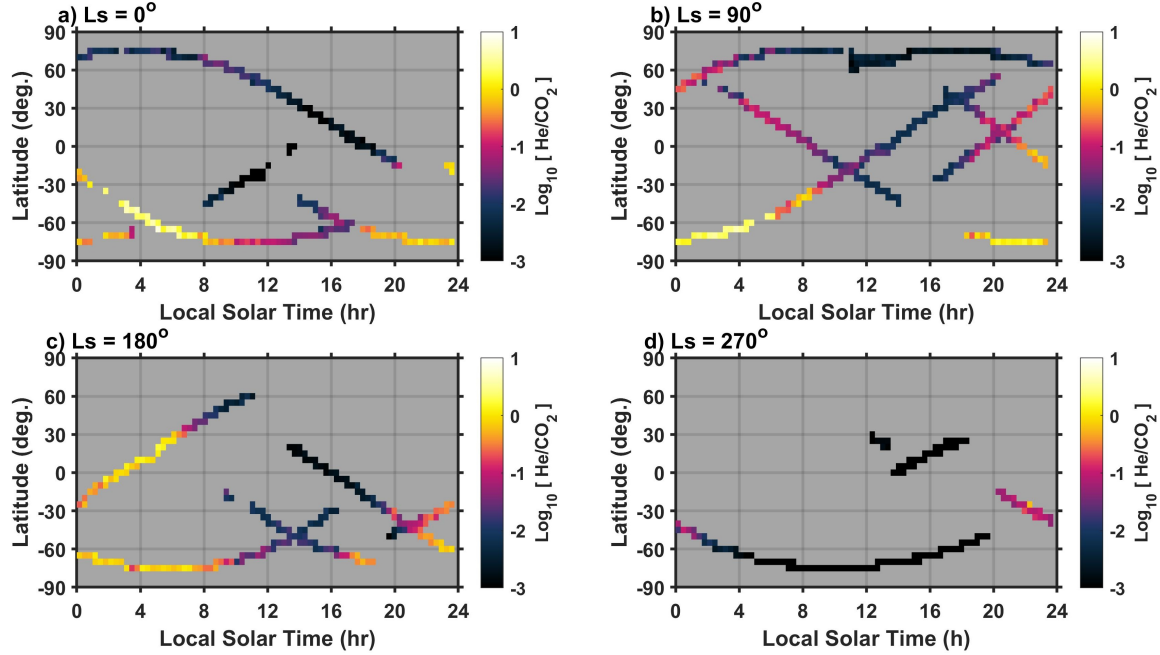 a) Ls = 0o
b) Ls = 90o
90
60
30
0
-30
-60
-90
Latitude (deg.)
0 4 8 12 16 20 24
Local Solar Time (hr)
1
0
-1
-2
-3
Log10 [ He/CO2 ]
90
60
30
0
-30
-60
-90
Latitude (deg.)
0 4 8 12 16 20 24
Local Solar Time (hr)
1
0
-1
-2
-3
Log10 [ He/CO2 ]
c) Ls = 180o
d) Ls = 270o
90
60
30
0
-30
-60
-90
Latitude (deg.)
0 4 8 12 16 20 24
Local Solar Time (hr)
1
0
-1
-2
-3
Log10 [ He/CO2 ]
90
60
30
0
-30
-60
-90
Latitude (deg.)
0 4 8 12 16 20 24
Local Solar Time (h)
1
0
-1
-2
-3
Log10 [ He/CO2 ]